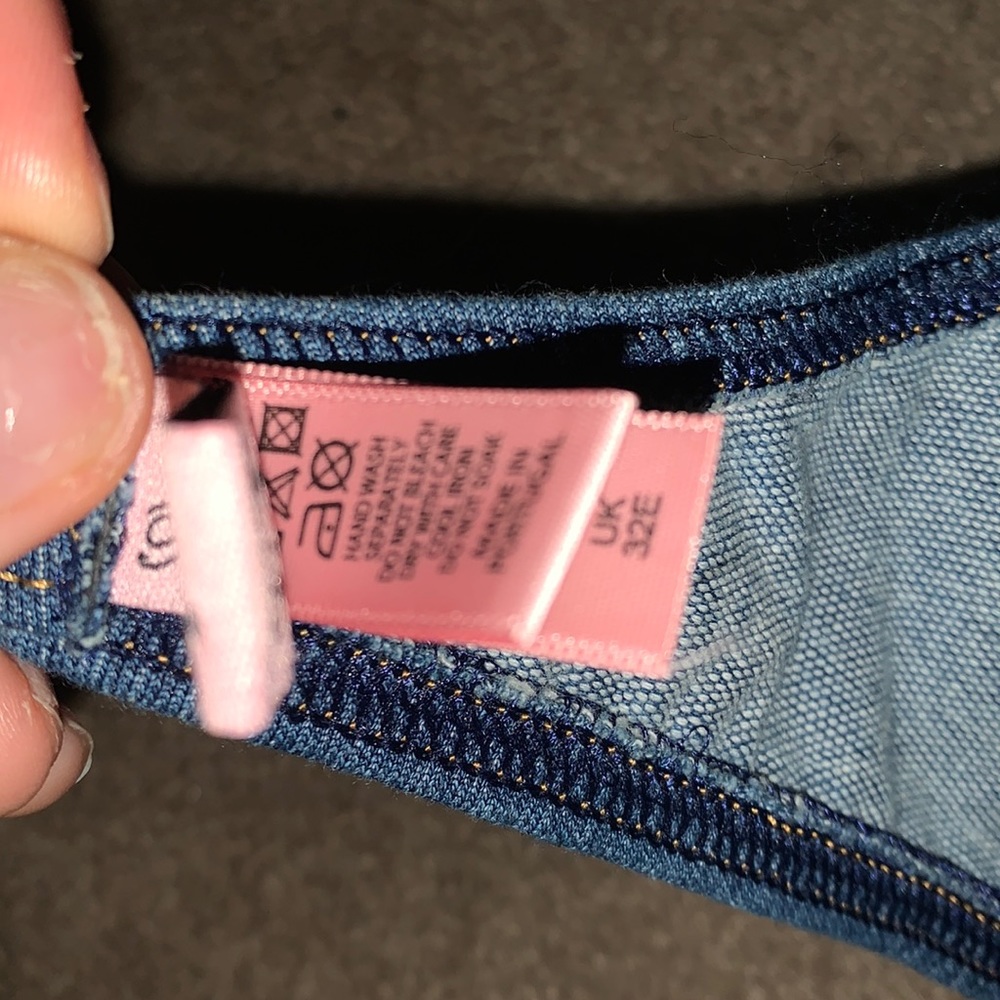 HAND WASH
SEPARATELY
DO NOT BLEACH
DRY WITH CARE
COOL IRON
DO NOT SOAK
MADE IN
PORTUGAL
UK
32E